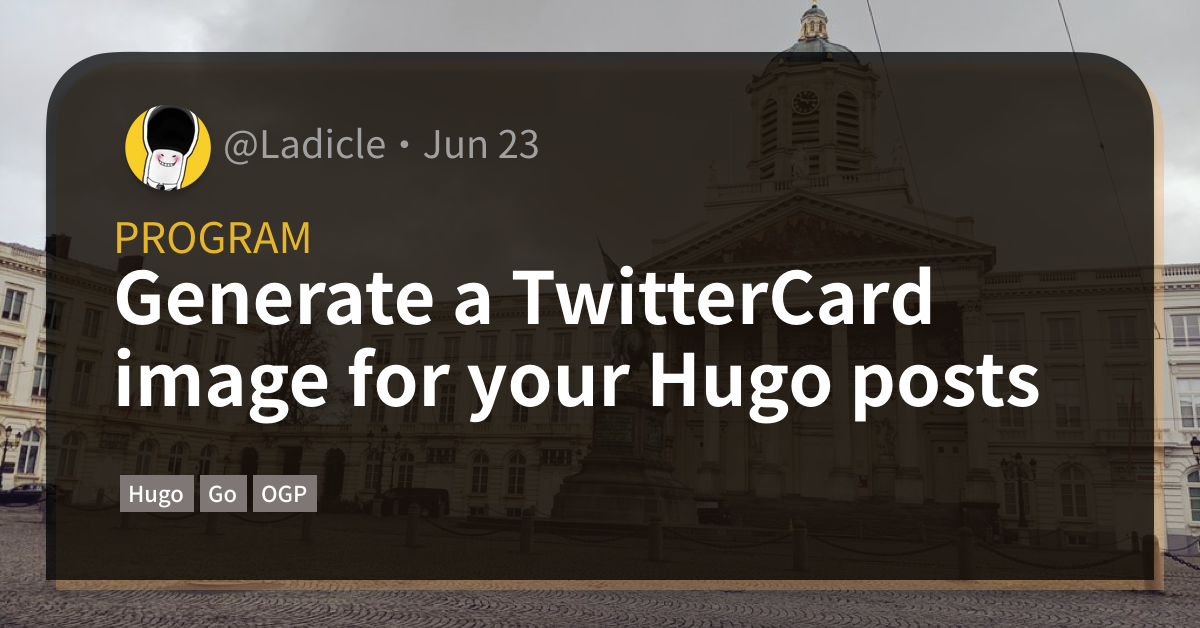 @Ladicle・Jun 23
PROGRAM
Generate a TwitterCard
image for your Hugo posts
Hugo Go OGP